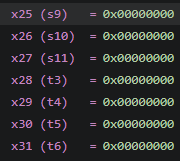 x25 (s9) = 0x00000000
x26 (s10) = 0x00000000
x27 (s11) = 0x00000000
x28 (t3) = 0x00000000
x29 (t4) = 0x00000000
x30 (t5) = 0x00000000
x31 (t6) = 0x00000000